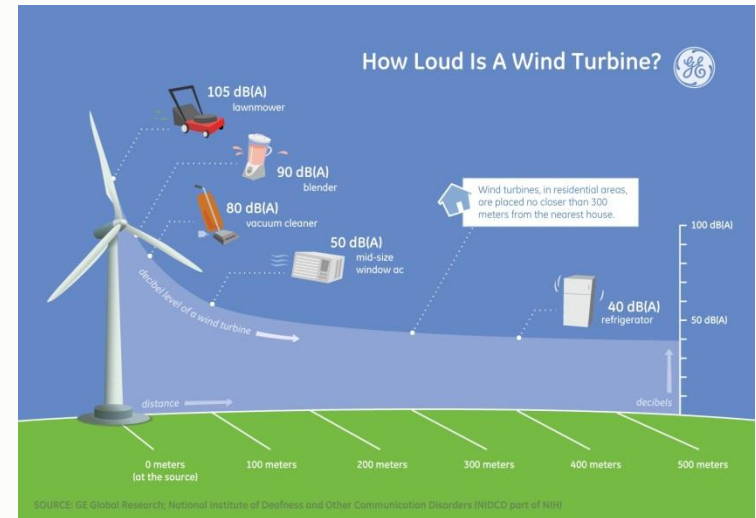 How Loud Is A Wind Turbine?
GE
105 dB(A)
lawnmower
90 dB(A)
blender
80 dB(A)
vacuum cleaner
50 dB(A)
mid-size
window ac
Wind turbines, in residential areas,
are placed no closer than 300
meters from the nearest house.
100 dB(A)
40 dB(A)
refrigerator
50 dB(A)
decibel level of a wind turbine
distance
decibels
0 meters
(at the source)
100 meters
200 meters
300 meters
400 meters
500 meters
SOURCE: GE Global Research; National Institute of Deafness and Other Communication Disorders (NIDCD part of NIH)